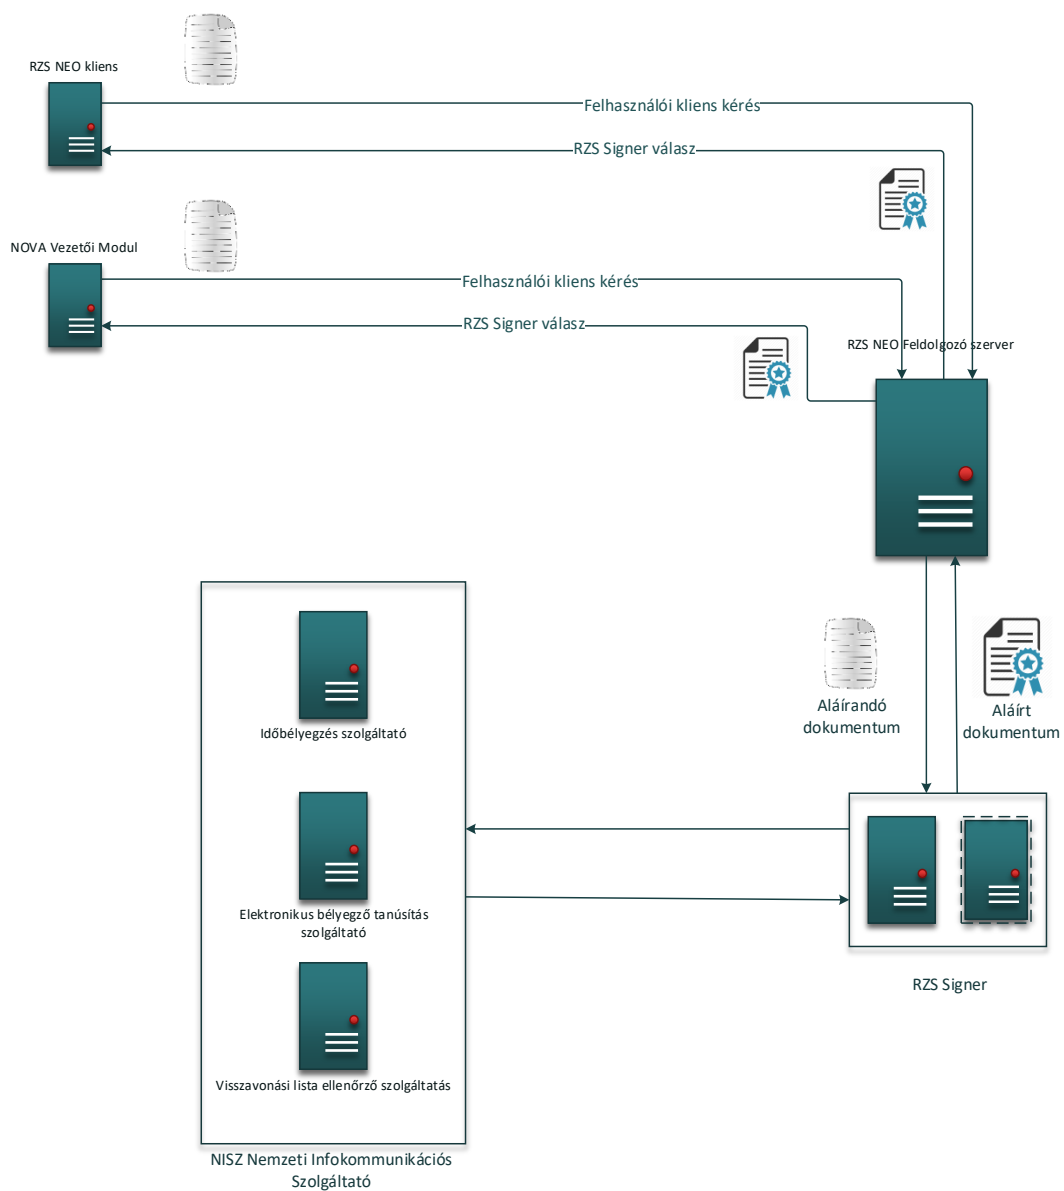 RZS NEO kliens
Felhasználói kliens kérés
RZS Signer válasz
NOVA Vezetői Modul
Felhasználói kliens kérés
RZS Signer válasz
RZS NEO Feldolgozó szerver
Aláírandó
dokumentum
Aláírt
dokumentum
Időbélyegzés szolgáltató
Elektronikus bélyegző tanúsítás
szolgáltató
RZS Signer
Visszavonási lista ellenőrző szolgáltatás
NISZ Nemzeti Infokommunikációs
Szolgáltató